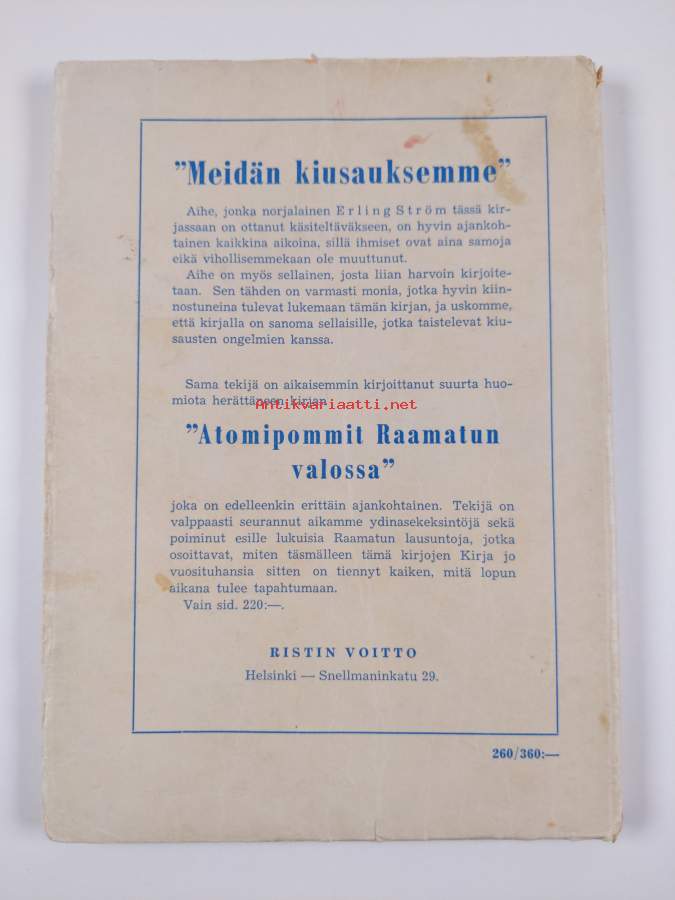 ”Meidän kiusauksemme”
Aihe, jonka norjalainen Erling Ström tässä kir-
jassaan on ottanut käsiteltäväkseen, on hyvin ajankoh-
tainen kaikkina aikoina, sillä ihmiset ovat aina samoja
eikä vihollisemmekaan ole muuttunut.
Aihe on myös sellainen, josta liian harvoin kirjoite-
taan. Sen tähden on varmasti monia, jotka hyvin kiin-
nostuneina tulevat lukemaan tämän kirjan, ja uskomme,
että kirjalla on sanoma sellaisille, jotka taistelevat kiu-
sausten ongelmien kanssa.
Sama tekijä on aikaisemmin kirjoittanut suurta huo-
miota herättäneen kirjan
Antikvariaatti.net
”Atomipommit Raamatun
valossa”
joka on edelleenkin erittäin ajankohtainen. Tekijä on
valppaasti seurannut aikamme ydinasekeksintöjä sekä
poiminut esille lukuisia Raamatun lausuntoja, jotka
osoittavat, miten täsmälleen tämä kirjojen Kirja jo
vuosituhansia sitten on tiennyt kaiken, mitä lopun
aikana tulee tapahtumaan.
Vain sid. 220:—.
RISTIN VOITTO
Helsinki — Snellmaninkatu 29.
260/360:—